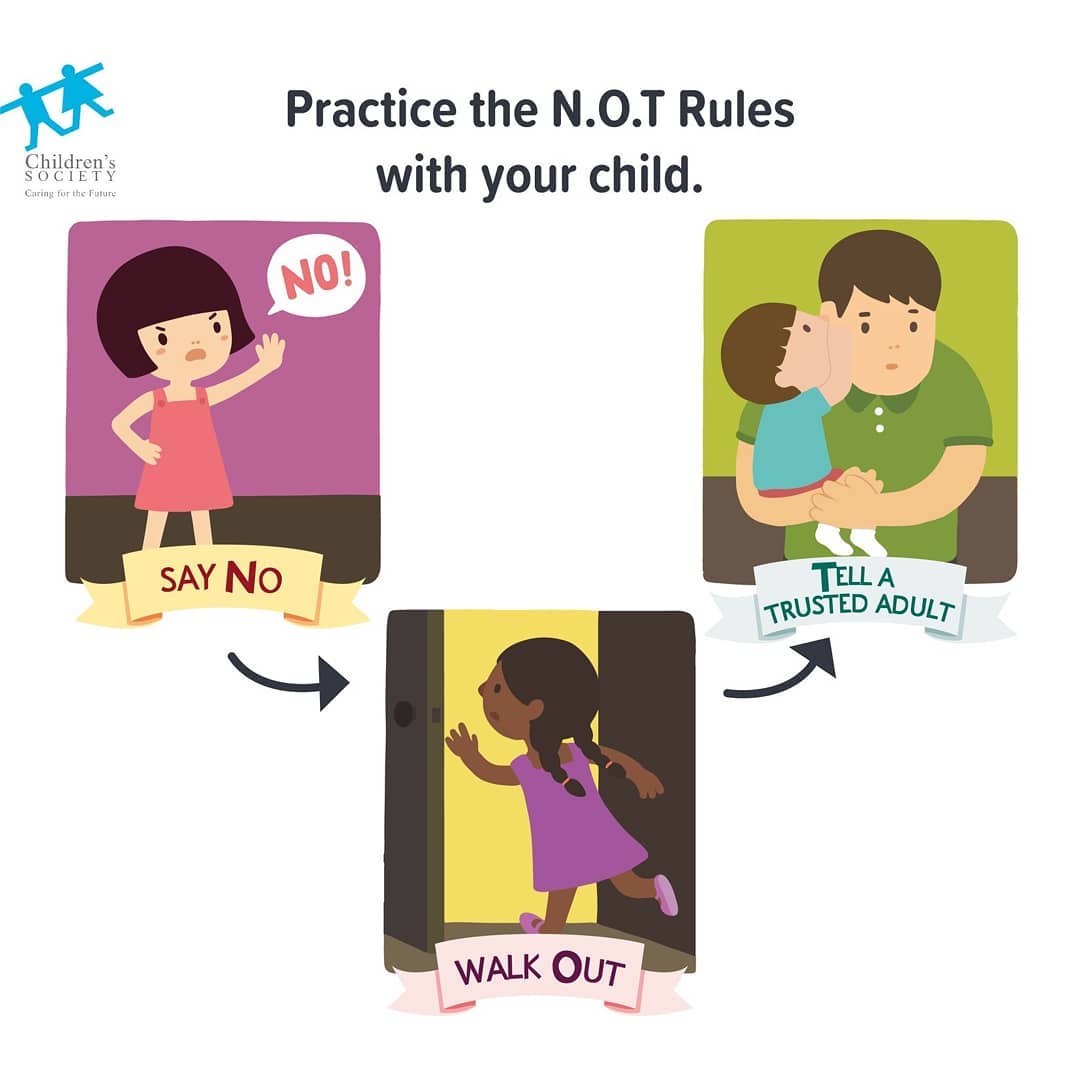 Children's
SOCIETY
Caring for the Future
Practice the N.O.T Rules
with your child.
NO!
SAY NO
WALK OUT
TELL A
TRUSTED ADULT